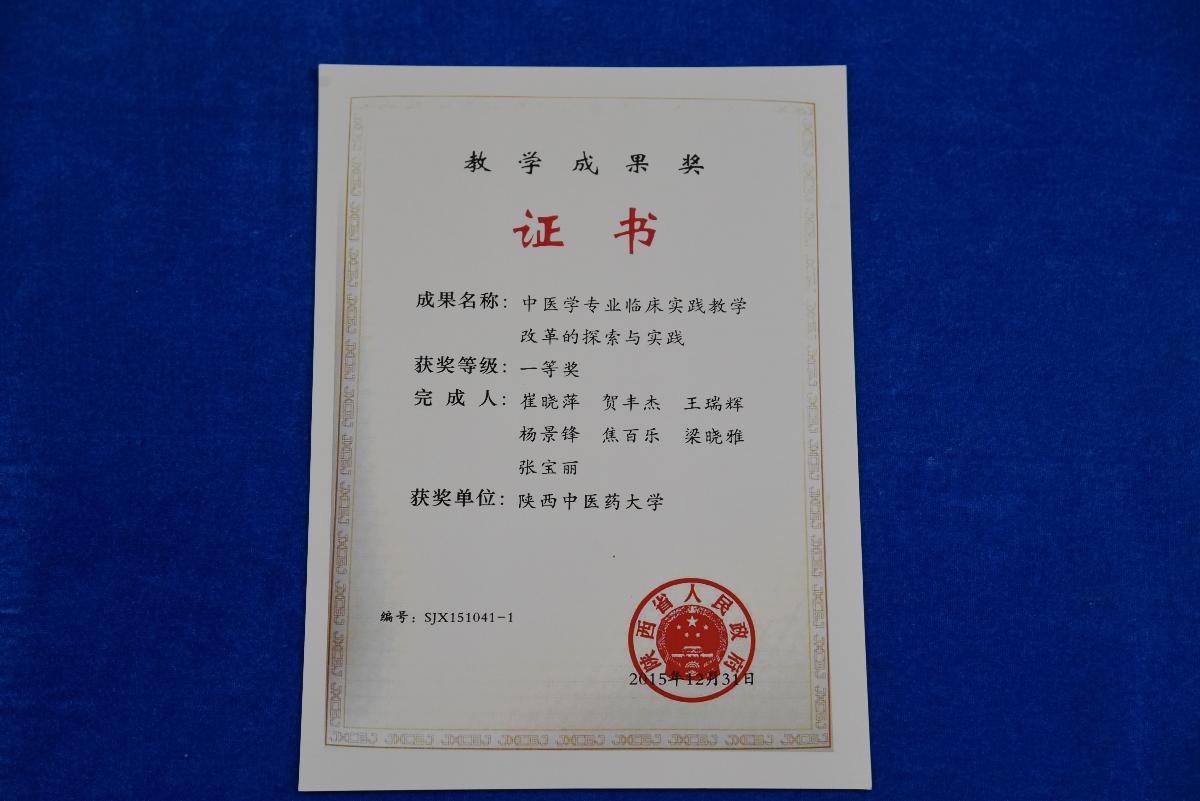 教学成果奖
证书
成果名称：中医学专业临床实践教学
改革的探索与实践
获奖等级：一等奖
完成人：崔晓萍 贺丰杰 王瑞辉
杨景锋 焦百乐 梁晓雅
张宝丽
获奖单位：陕西中医药大学
编号：SJX151041-1
陕西省人民政府
2015年12月31日